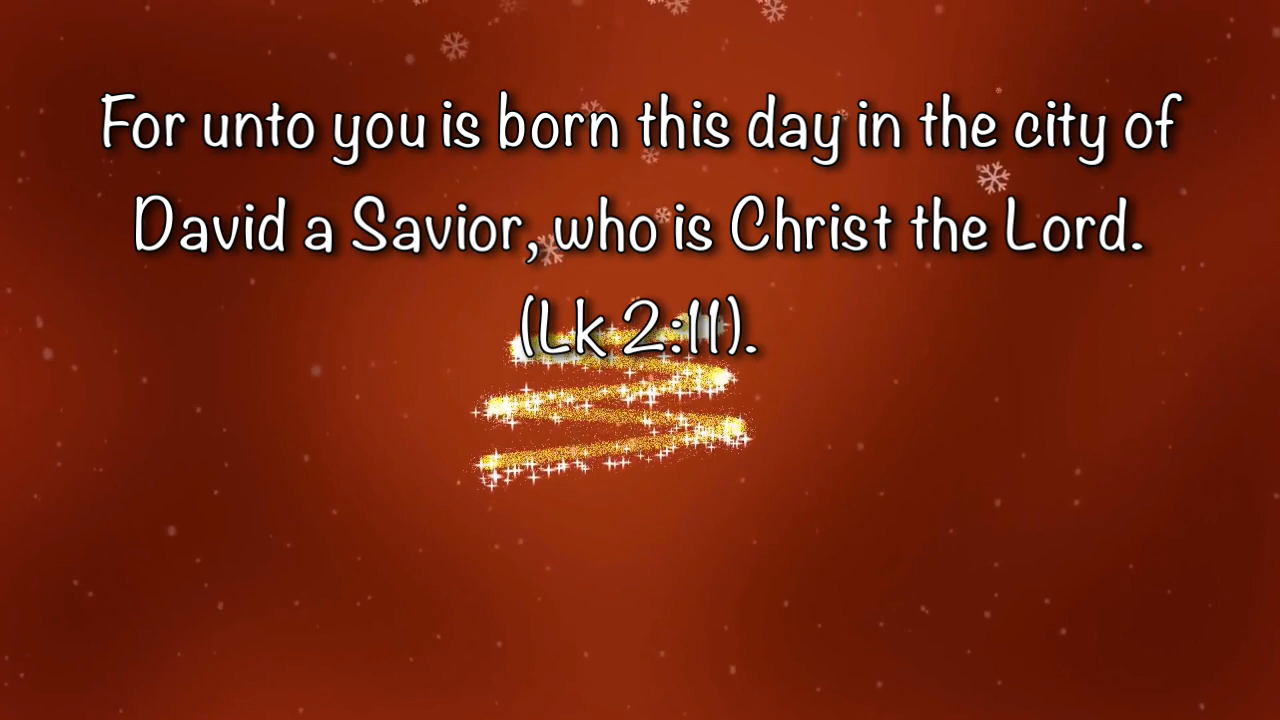 For unto you is born this day in the city of
David a Savior, who is Christ the Lord.
(Lk 2:11).